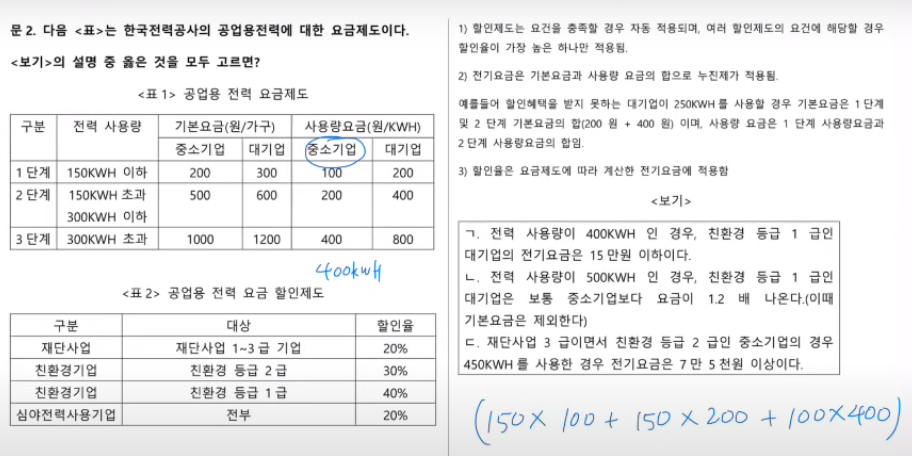 문 2. 다음 <표>는 한국전력공사의 공업용전력에 대한 요금제도이다.
<보기>의 설명 중 옳은 것을 모두 고르면?
<표 1> 공업용 전력 요금제도
구분 전력 사용량 기본요금(원/가구) 사용량요금(원/KWH)
중소기업 대기업 중소기업 대기업
1 단계 150KWH 이하 200 300 100 200
2 단계 150KWH 초과 500 600 200 400
300KWH 이하
3 단계 300KWH 초과 1000 1200 400 800
400kwH
<표 2> 공업용 전력 요금 할인제도
구분 대상 할인율
재단사업 재단사업 1~3 급 기업 20%
친환경기업 친환경 등급 2 급 30%
친환경기업 친환경 등급 1 급 40%
심야전력사용기업 전부 20%
1) 할인제도는 요건을 충족할 경우 자동 적용되며, 여러 할인제도의 요건에 해당할 경우
할인율이 가장 높은 하나만 적용됨.
2) 전기요금은 기본요금과 사용량 요금의 합으로 누진제가 적용됨.
예를들어 할인혜택을 받지 못하는 대기업이 250KWH 를 사용할 경우 기본요금은 1 단계
및 2 단계 기본요금의 합(200 원 + 400 원) 이며, 사용량 요금은 1 단계 사용량요금과
2 단계 사용량요금의 합임.
3) 할인율은 요금제도에 따라 계산한 전기요금에 적용함
<보기>
ㄱ. 전력 사용량이 400KWH 인 경우, 친환경 등급 1 급인
대기업의 전기요금은 15 만원 이하이다.
ㄴ. 전력 사용량이 500KWH 인 경우, 친환경 등급 1 급인
대기업은 보통 중소기업보다 요금이 1.2 배 나온다.(이때
기본요금은 제외한다)
ㄷ. 재단사업 3 급이면서 친환경 등급 2 급인 중소기업의 경우
450KWH 를 사용한 경우 전기요금은 7 만 5 천원 이상이다.
(150 × 100 + 150 × 200 + 100×400)